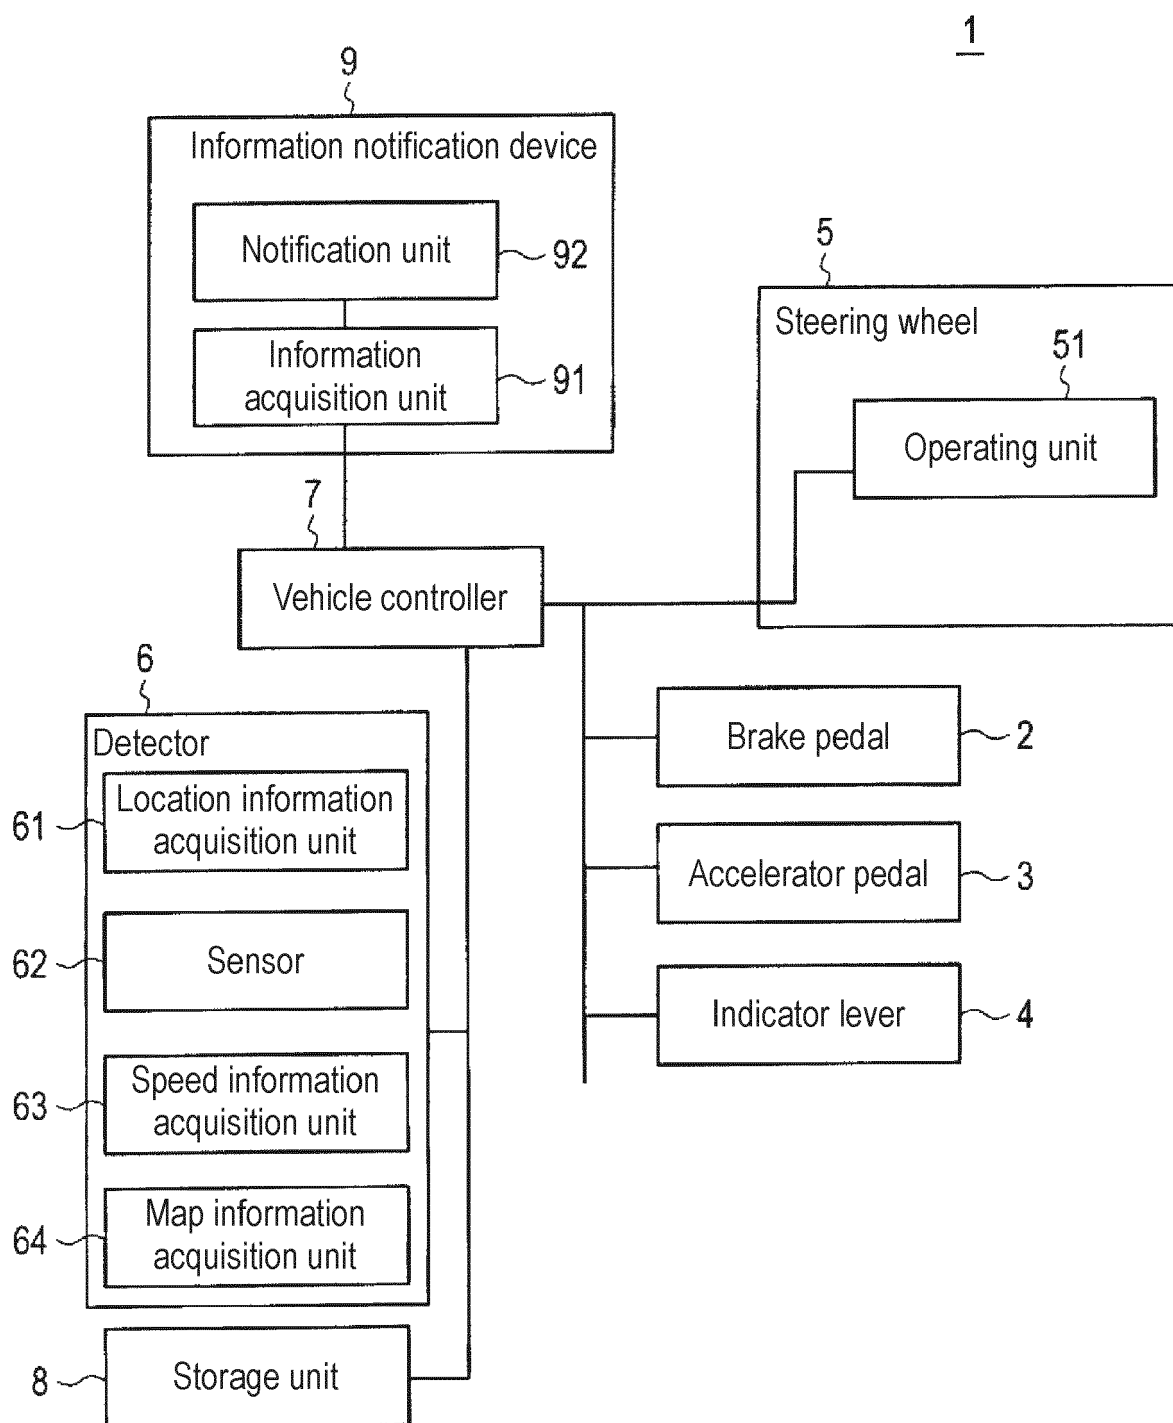 1
9
Information notification device
Notification unit
92
Information
acquisition unit
91
5
Steering wheel
51
Operating unit
7
Vehicle controller
6
Detector
Location information
acquisition unit
61
Sensor
62
Speed information
acquisition unit
63
Map information
acquisition unit
64
Storage unit
8
Brake pedal
2
Accelerator pedal
3
Indicator lever
4